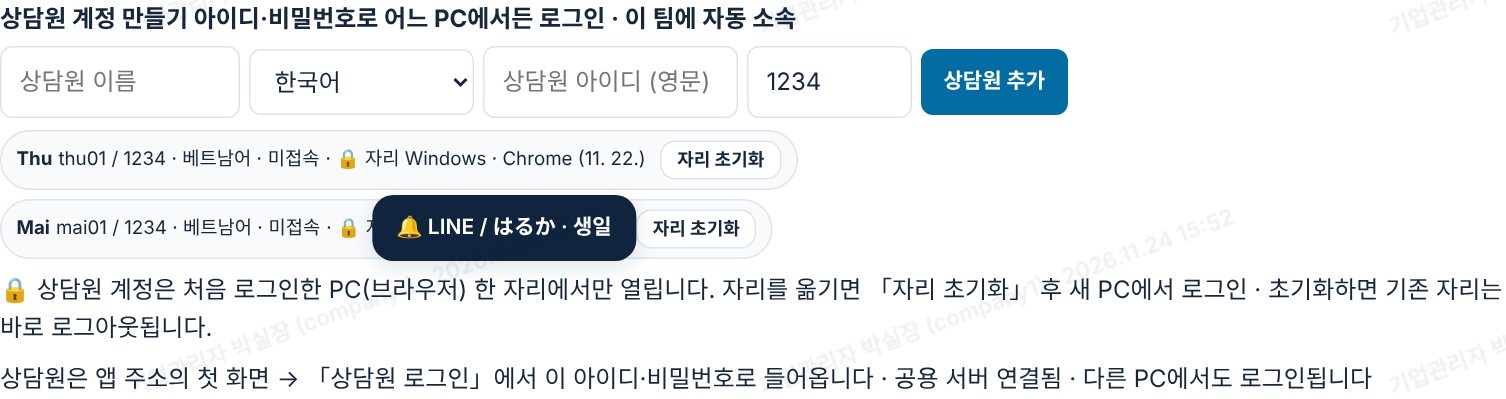 상담원 계정 만들기 아이디·비밀번호로 어느 PC에서든 로그인 · 이 팀에 자동 소속
상담원 이름 한국어 상담원 아이디 (영문) 1234 상담원 추가
Thu thu01 / 1234 · 베트남어 · 미접속 · 🔒 자리 Windows · Chrome (11. 22.) 자리 초기화
Mai mai01 / 1234 · 베트남어 · 미접속 · 🔒 🔔 LINE / はるか · 생일 자리 초기화
🔒 상담원 계정은 처음 로그인한 PC(브라우저) 한 자리에서만 열립니다. 자리를 옮기면 「자리 초기화」 후 새 PC에서 로그인 · 초기화하면 기존 자리는
바로 로그아웃됩니다.
상담원은 앱 주소의 첫 화면 → 「상담원 로그인」에서 이 아이디·비밀번호로 들어옵니다 · 공용 서버 연결됨 · 다른 PC에서도 로그인됩니다